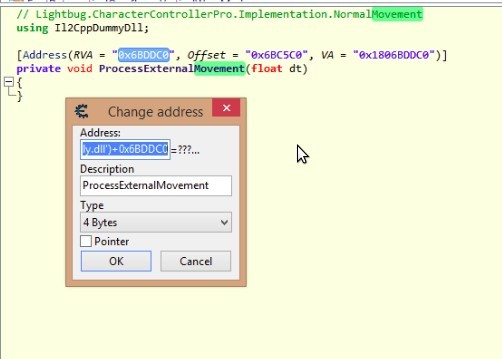 // Lightbug.CharacterControllerPro.Implementation.NormalMovement
using Il2CppDummyDll;
[Address(RVA = "0x6BDDC0", Offset = "0x6BC5C0", VA = "0x1806BDDC0")]
private void ProcessExternalMovement(float dt)
{
}
Change address
Address:
ly.dll')+0x6BDDC0 =???...
Description
ProcessExternalMovement
Type
4 Bytes
Pointer
OK Cancel